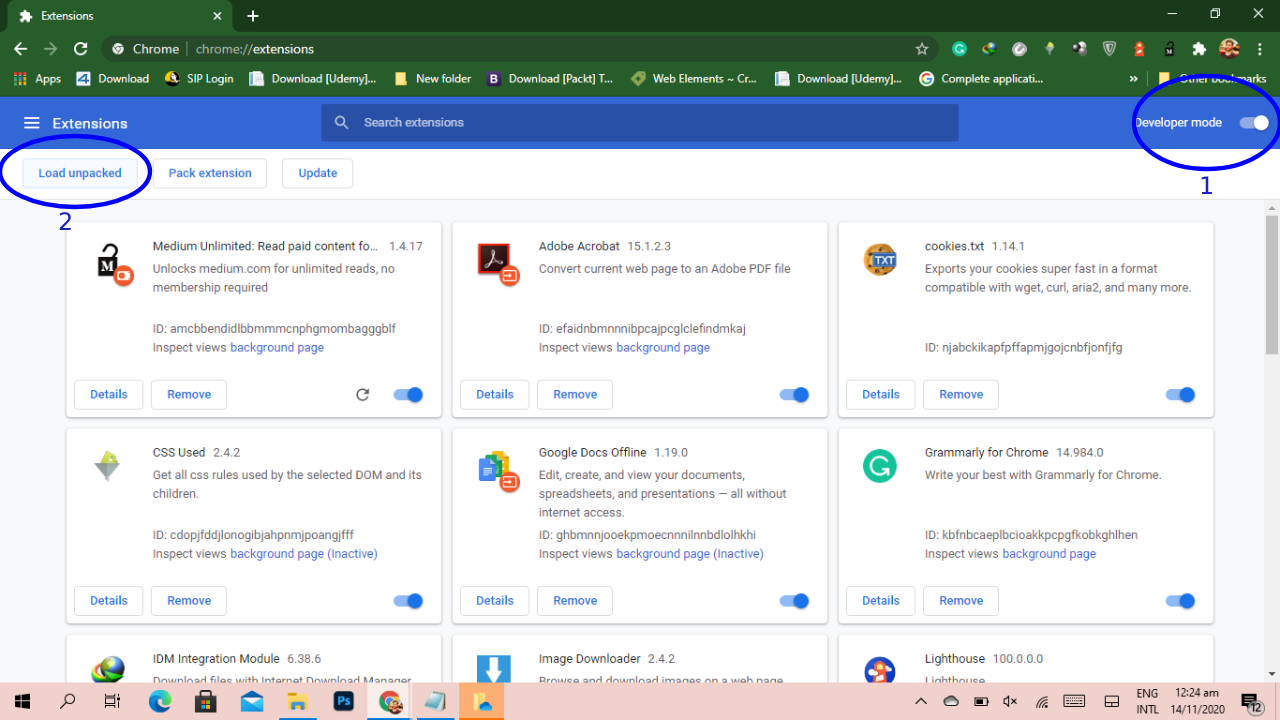 Extensions
Chrome | chrome://extensions
Apps Download SIP Login Download [Udemy]... New folder Download [Packt] T... Web Elements ~ Cr... Download [Udemy]... Complete applicati... » Other bookmarks
Extensions Search extensions Developer mode
Load unpacked Pack extension Update
1
2
Medium Unlimited: Read paid content fo... 1.4.17
Unlocks medium.com for unlimited reads, no
membership required
ID: amcbbendidlbbmmmcnphgmombagggblf
Inspect views background page
Details Remove
Adobe Acrobat 15.1.2.3
Convert current web page to an Adobe PDF file
ID: efaidnbmnnnibpcajpcglclefindmkaj
Inspect views background page
Details Remove
cookies.txt 1.14.1
Exports your cookies super fast in a format
compatible with wget, curl, aria2, and many more.
ID: njabckikapfpffapmjgojcnbfjonfjfg
Details Remove
CSS Used 2.4.2
Get all css rules used by the selected DOM and its
children.
ID: cdopjfddjlonogibjahpnmjpoangjfff
Inspect views background page (Inactive)
Details Remove
Google Docs Offline 1.19.0
Edit, create, and view your documents,
spreadsheets, and presentations — all without
internet access.
ID: ghbmnnjooekpmoecnnnilnnbdlolhkhi
Inspect views background page (Inactive)
Details Remove
Grammarly for Chrome 14.984.0
Write your best with Grammarly for Chrome.
ID: kbfnbcaeplbcioakkpcpgfkobkghlhen
Inspect views background page
Details Remove
IDM Integration Module 6.38.6
Download files with Internet Download Manager
Image Downloader 2.4.2
Browse and download images on a web page
Lighthouse 100.0.0.0
Lighthouse
ENG 12:24 am
INTL 14/11/2020 12